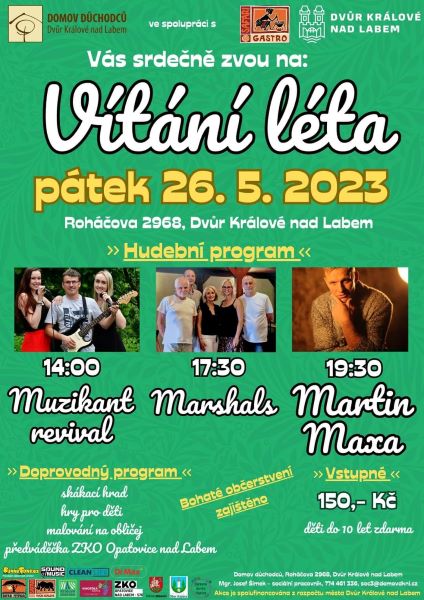 DOMOV DŮCHODCŮ
Dvůr Králové nad Labem
ve spolupráci s
GASTRO
DVŮR KRÁLOVÉ
NAD LABEM
Vás srdečně zvou na:
Vítání léta
pátek 26. 5. 2023
Roháčova 2968, Dvůr Králové nad Labem
>> Hudební program <<
14:00
Muzikant
revival
17:30
Marshals
19:30
Martin
Maxa
>> Doprovodný program <<
skákací hrad
hry pro děti
malování na obličej
předváděčka ZKO Opatovice nad Labem
Bohaté občerstvení
zajištěno
>> Vstupné <<
150,- Kč
děti do 10 let zdarma
SOUND
MUSIC
CLEAN LIFE
DeMax
ZKO
Domov důchodců, Roháčova 2968, Dvůr Králové nad Labem
Mgr. Josef Šimek - sociální pracovník, 774 461 336, soc3@domovdvkrl.cz
Akce je spolufinancována z rozpočtu města Dvůr Králové nad Labem